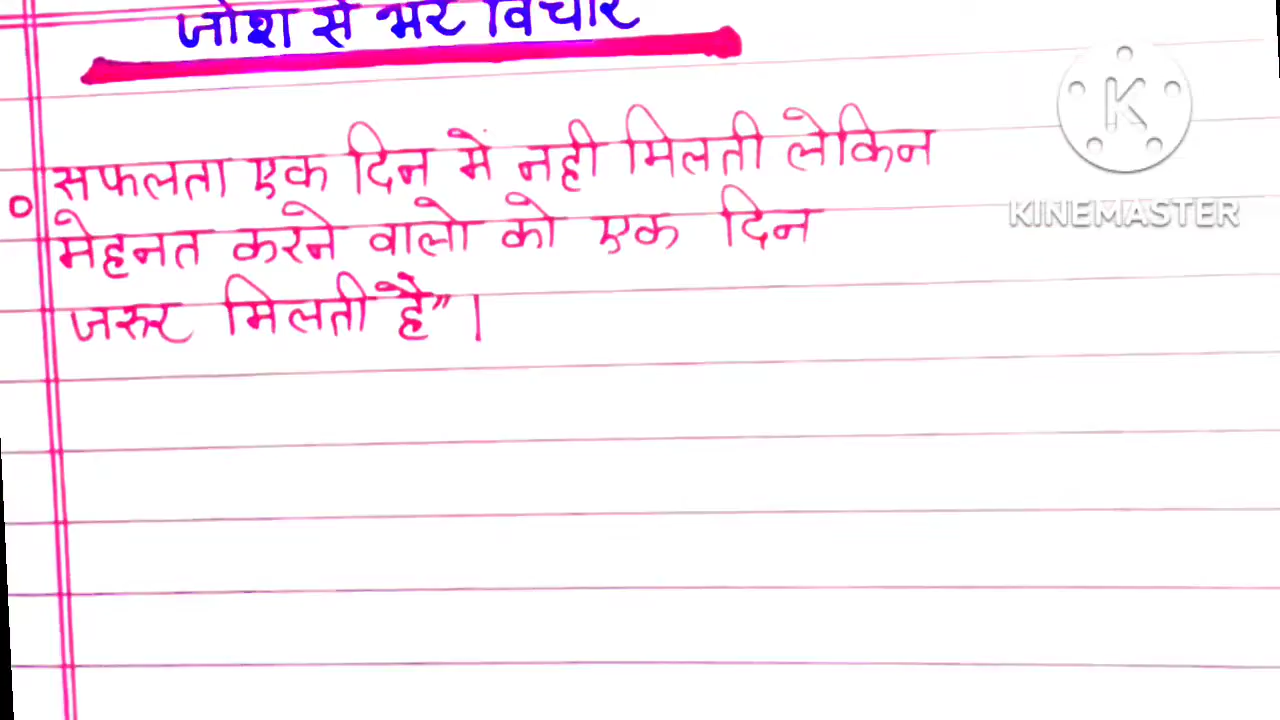 जोश से भर विचार
सफलता एक दिन में नही मिलती लेकिन
मेहनत करने वालो को एक दिन
जरुर मिलती है”।
KINEMASTER